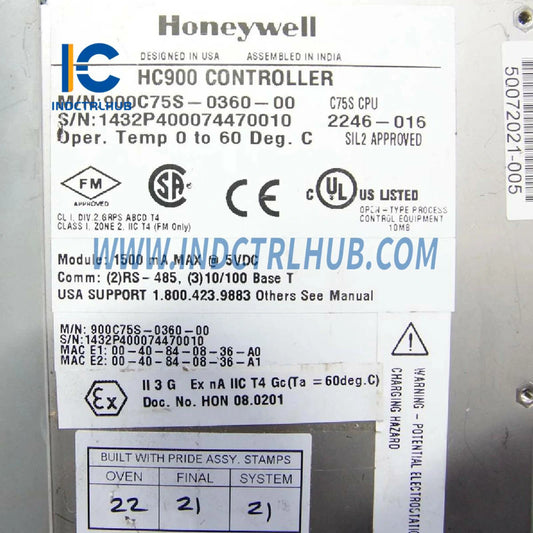 Honeywell
DESIGNED IN USA ASSEMBLED IN INDIA
IC
INDCTRLHUB
HC900 CONTROLLER
M/N: 900C75S-0360-00 C75S CPU
S/N: 1432P400074470010 2246-016
Oper. Temp 0 to 60 Deg. C SIL2 APPROVED
50072021-005
FM
APPROVED
SA
CE
C UL US LISTED
CL I, DIV 2, GRPS ABCD T4
CLASS I, ZONE 2, IIC T4 (FM Only)
OPEN-TYPE PROCESS
CONTROL EQUIPMENT
10MB
WWW.INDCTRLHUB.COM
Module: 1500 mA MAX @ 5VDC
Comm: (2)RS-485, (3)10/100 Base T
USA SUPPORT 1.800.423.9883 Others See Manual
M/N: 900C75S-0360-00
S/N: 1432P400074470010
MAC E1: 00-40-84-08-36-A0
MAC E2: 00-40-84-08-36-A1
Ex
II 3 G Ex nA IIC T4 Gc(Ta = 60deg.C)
Doc. No. HON 08.0201
WARNING - POTENTIAL ELECTROSTATIC
CHARGING HAZARD
BUILT WITH PRIDE ASSY. STAMPS
OVEN FINAL SYSTEM
22 21 21